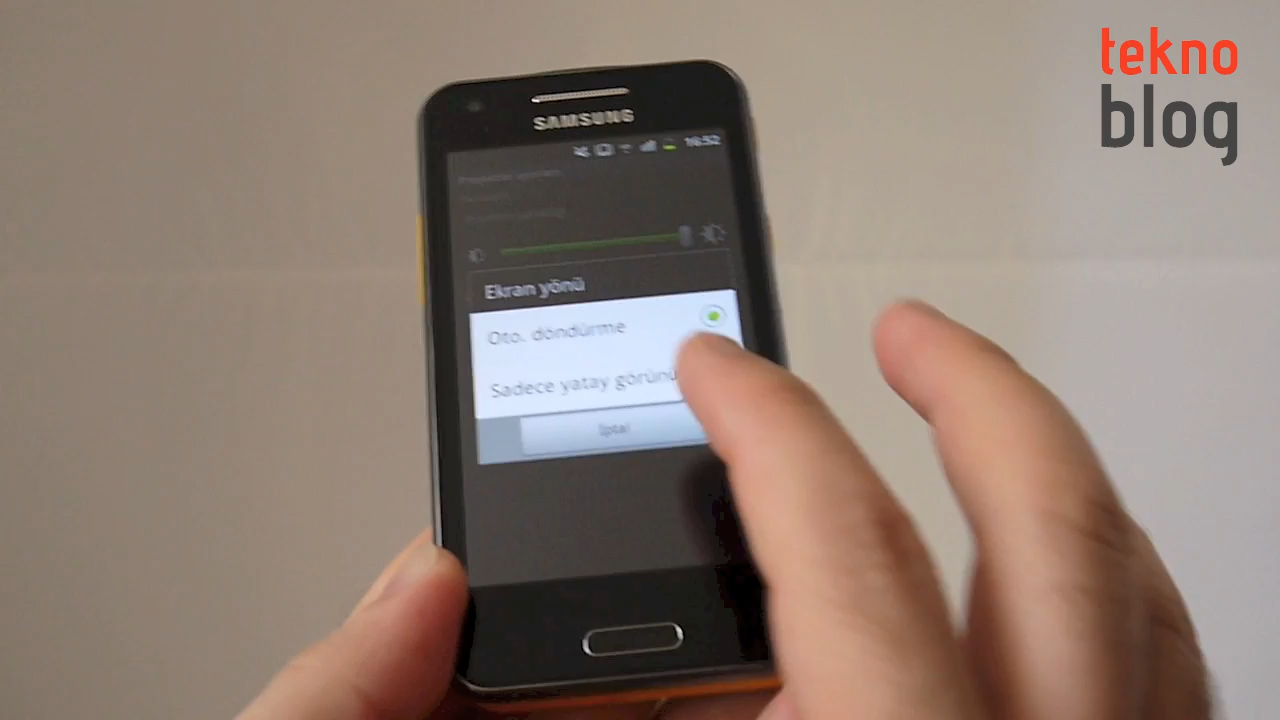 tekno
blog
SAMSUNG
16:52
Ekran yönü
Oto. döndürme
Sadece yatay görünü
İptal